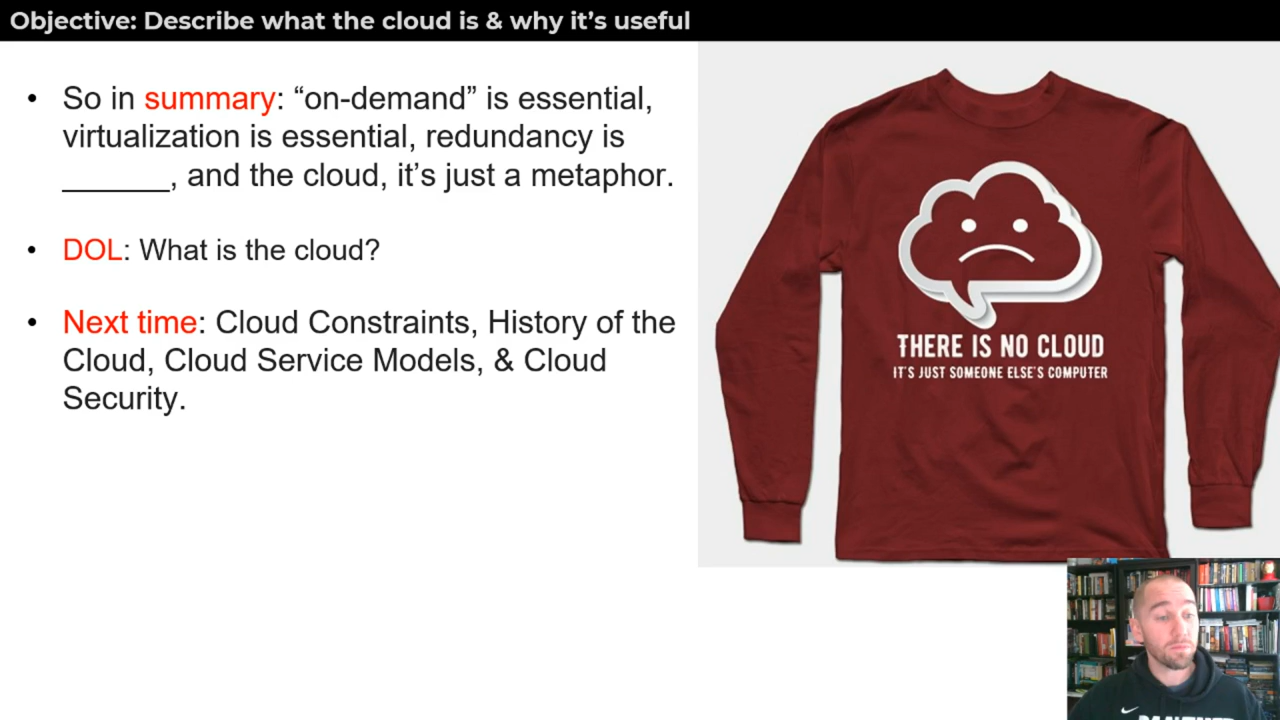 Objective: Describe what the cloud is & why it’s useful
• So in summary: “on-demand” is essential,
virtualization is essential, redundancy is
_______, and the cloud, it’s just a metaphor.
• DOL: What is the cloud?
• Next time: Cloud Constraints, History of the
Cloud, Cloud Service Models, & Cloud
Security.
THERE IS NO CLOUD
IT'S JUST SOMEONE ELSE'S COMPUTER